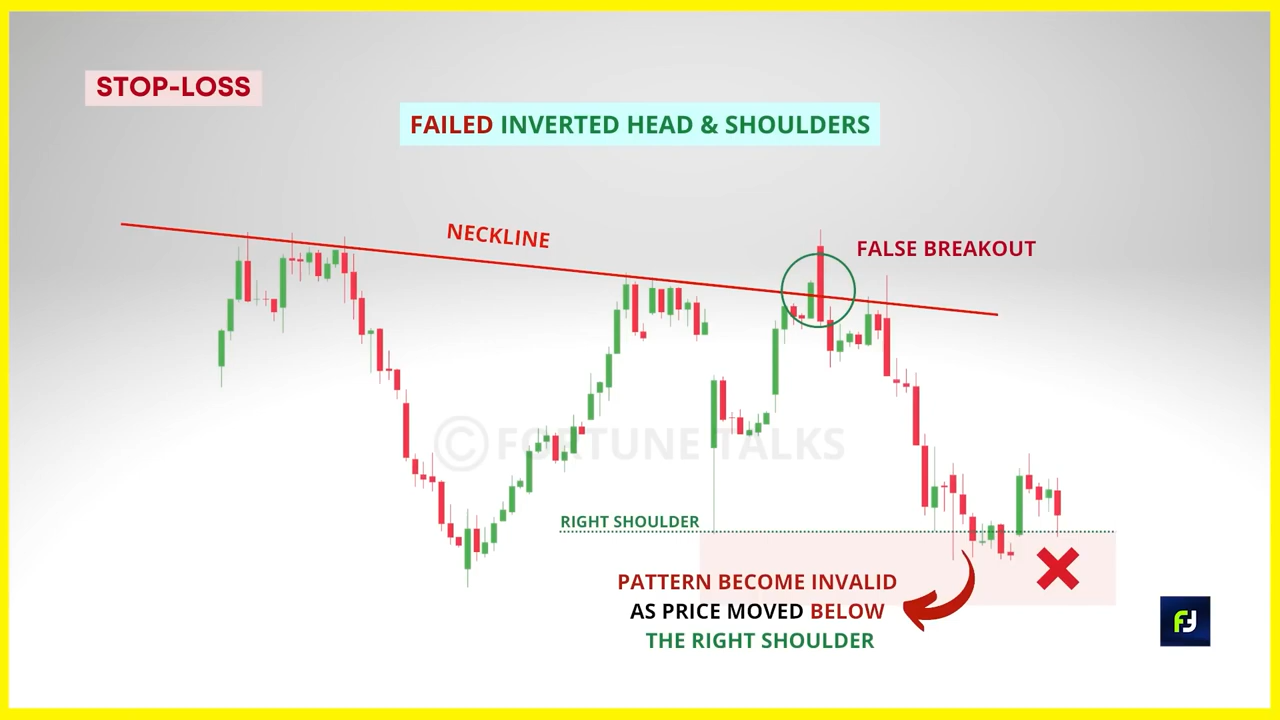 STOP-LOSS
FAILED INVERTED HEAD & SHOULDERS
NECKLINE
FALSE BREAKOUT
© FORTUNE TALKS
RIGHT SHOULDER
PATTERN BECOME INVALID
AS PRICE MOVED BELOW
THE RIGHT SHOULDER